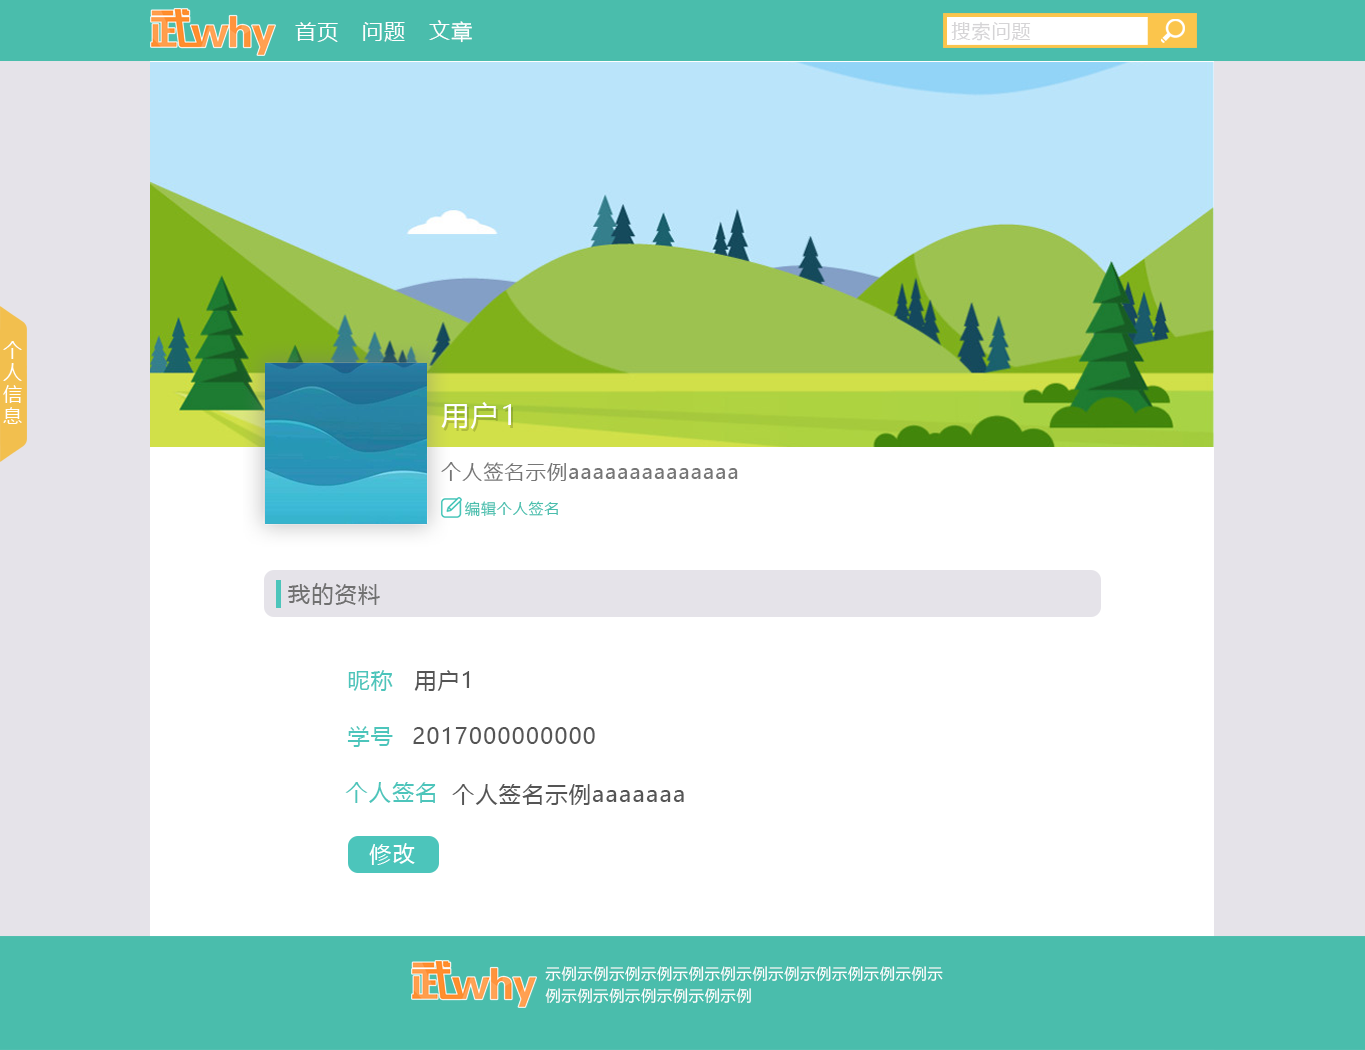 武why 首页 问题 文章 搜索问题
个人信息
用户1
个人签名示例aaaaaaaaaaaaaa
编辑个人签名
我的资料
昵称 用户1
学号 2017000000000
个人签名 个人签名示例aaaaaaa
修改
武why
示例示例示例示例示例示例示例示例示例示例示例示例示
例示例示例示例示例示例示例